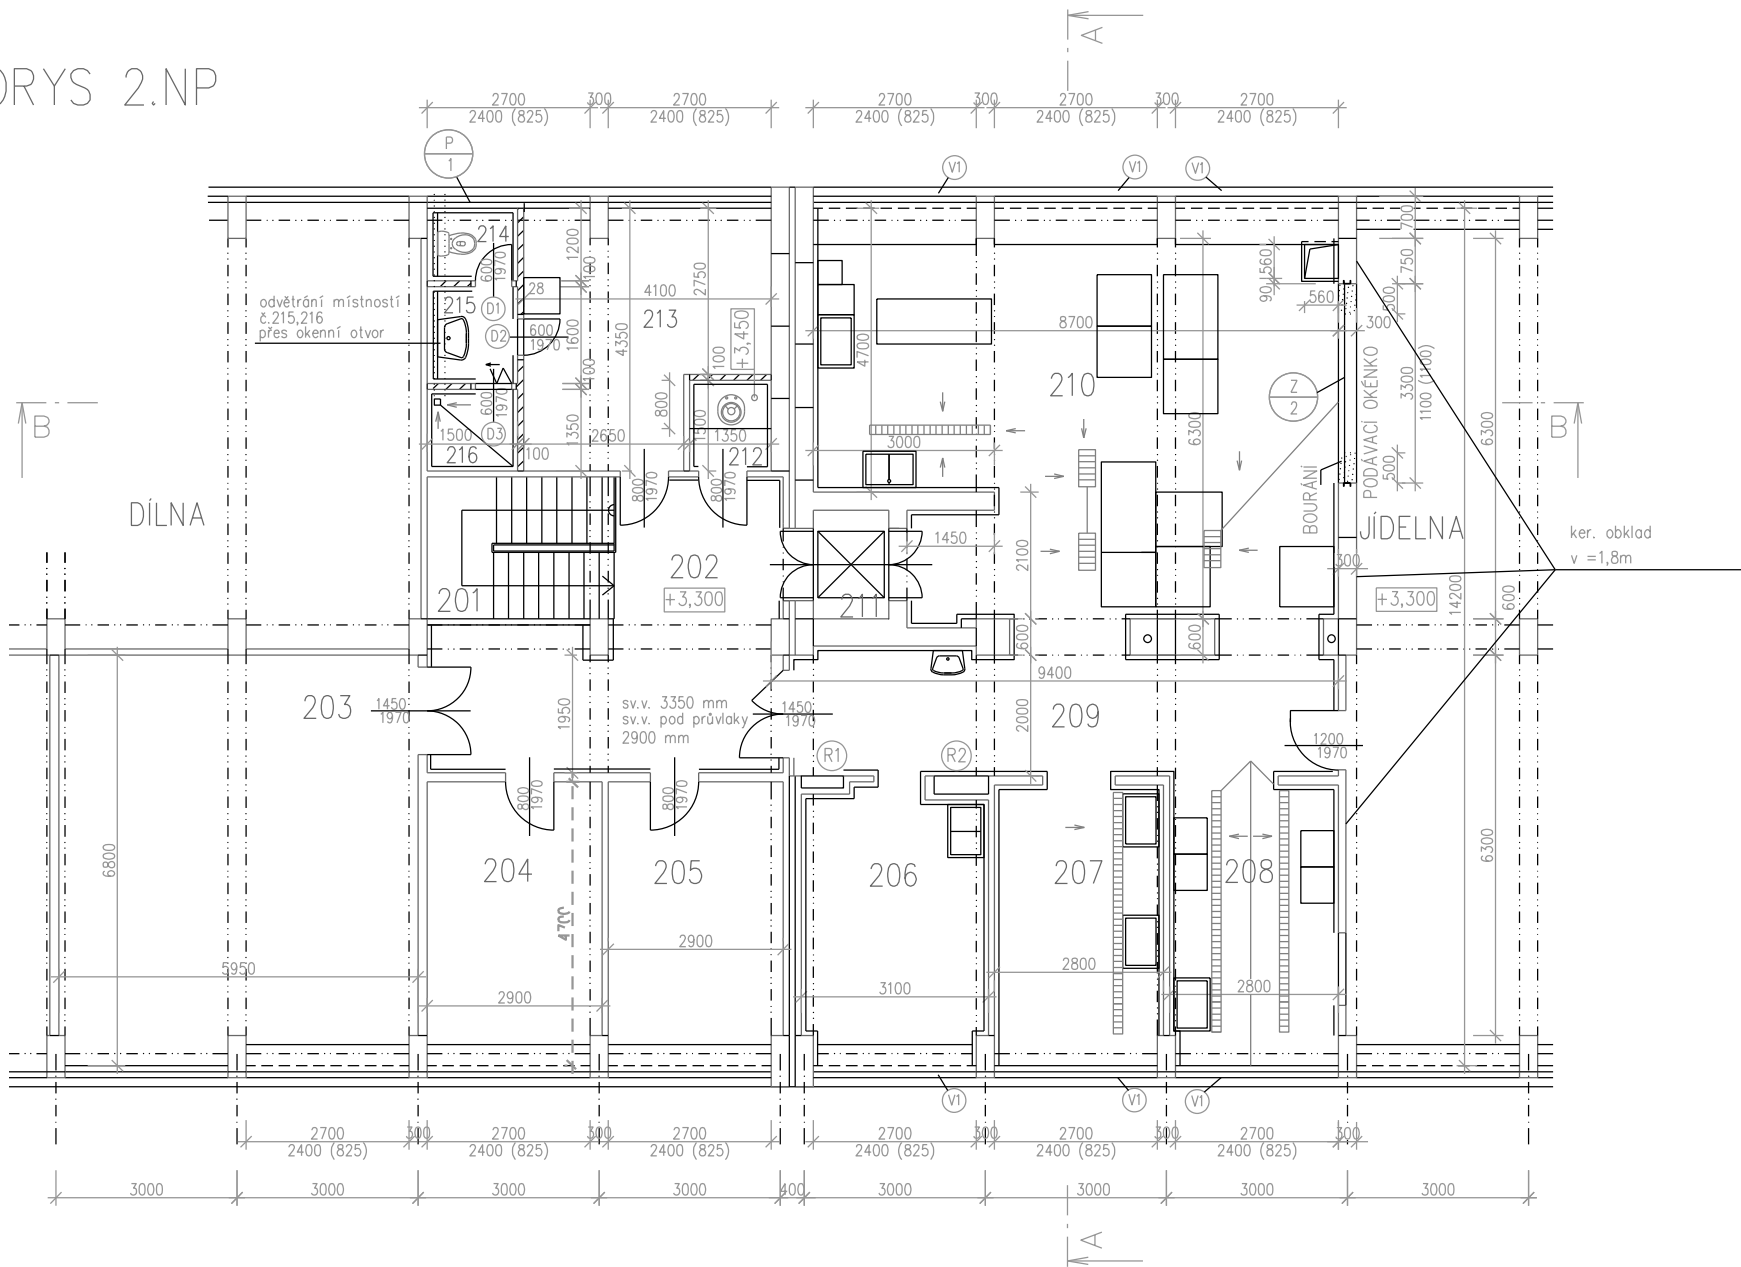 ORYS 2.NP
A
2700 300 2700 2700 300 2700 300 2700
2400 (825) 2400 (825) 2400 (825) 2400 (825) 2400 (825)
P
1
V1 V1 V1
214
600
1970
1200
100
28
4100
2750
4350
odvětrání místností
č.215,216
přes okenní otvor
215
D1
D2
600
1970
1600
213
+3,450
100
100
800
1500
1350
600
1970
D3
1500
216
100
2650
1350
1350
212
800
1970
800
1970
4700
8700
300
210
3000
6300
560
90
560
700
750
500
3300
1100 (1100)
500
300
Z
2
BOURÁNÍ
PODÁVACÍ OKÉNKO
6300
14200
B
B
DÍLNA
JÍDELNA
ker. obklad
v =1,8m
201
202
+3,300
211
1450
2100
600
600
600
+3,300
203
1450
1970
1950
sv.v. 3350 mm
sv.v. pod průvlaky
2900 mm
1450
1970
9400
2000
209
1200
1970
R1
R2
800
1970
800
1970
6800
204
205
206
207
208
4700
6300
5950
2900
2900
3100
2800
2800
V1 V1 V1
2700 300 2700 300 2700 2700 300 2700 300 2700 300
2400 (825) 2400 (825) 2400 (825) 2400 (825) 2400 (825) 2400 (825)
3000 3000 3000 3000 400 3000 3000 3000 3000
A